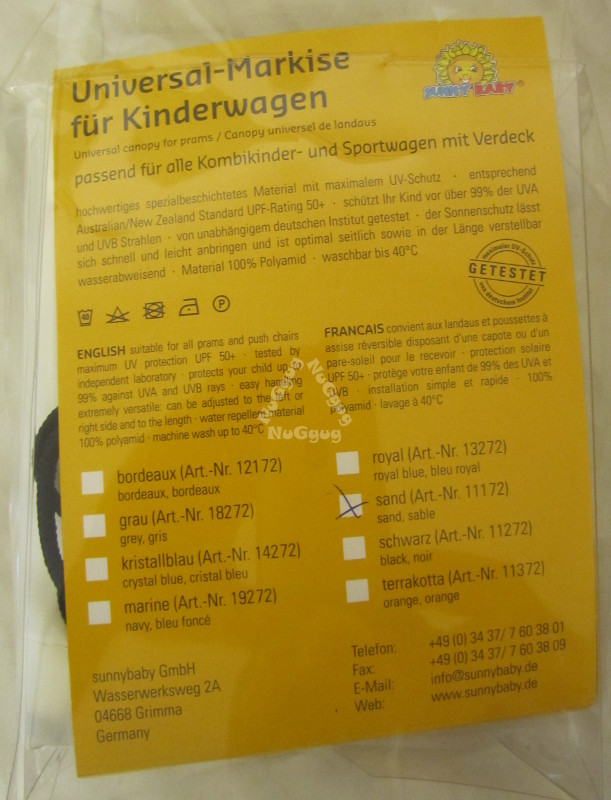 Universal-Markise
für Kinderwagen
SUNNY BABY ®
Universal canopy for prams / Canopy universel de landaus
passend für alle Kombikinder- und Sportwagen mit Verdeck
hochwertiges spezialbeschichtetes Material mit maximalem UV-Schutz · entsprechend
Australian/New Zealand Standard UPF-Rating 50+ · schützt Ihr Kind vor über 99% der UVA
und UVB Strahlen · von unabhängigem deutschen Institut getestet · der Sonnenschutz lässt
sich schnell und leicht anbringen und ist optimal seitlich sowie in der Länge verstellbar
wasserabweisend · Material 100% Polyamid · waschbar bis 40°C
maximaler UV-Schutz
GETESTET
von deutschem Institut
40
P
ENGLISH suitable for all prams and push chairs
maximum UV protection UPF 50+ · tested by
independent laboratory · protects your child up to
99% against UVA and UVB rays · easy handling
extremely versatile: can be adjusted to the left or
right side and to the length · water repellent material
100% polyamid · machine wash up to 40°C
FRANCAIS convient aux landaus et poussettes à
assise réversible disposant d'une capote ou d'un
pare-soleil pour le recevoir · protection solaire
UPF 50+ · protège votre enfant de 99% des UVA et
UVB · installation simple et rapide · 100%
polyamid · lavage à 40°C
NuGgug NuGgug
NuGgug
bordeaux (Art.-Nr. 12172)
bordeaux, bordeaux
grau (Art.-Nr. 18272)
grey, gris
kristallblau (Art.-Nr. 14272)
crystal blue, cristal bleu
marine (Art.-Nr. 19272)
navy, bleu foncé
royal (Art.-Nr. 13272)
royal blue, bleu royal
sand (Art.-Nr. 11172)
sand, sable
schwarz (Art.-Nr. 11272)
black, noir
terrakotta (Art.-Nr. 11372)
orange, orange
sunnybaby GmbH
Wasserwerksweg 2A
04668 Grimma
Germany
Telefon: +49 (0) 34 37/ 7 60 38 01
Fax: +49 (0) 34 37/ 7 60 38 09
E-Mail: info@sunnybaby.de
Web: www.sunnybaby.de